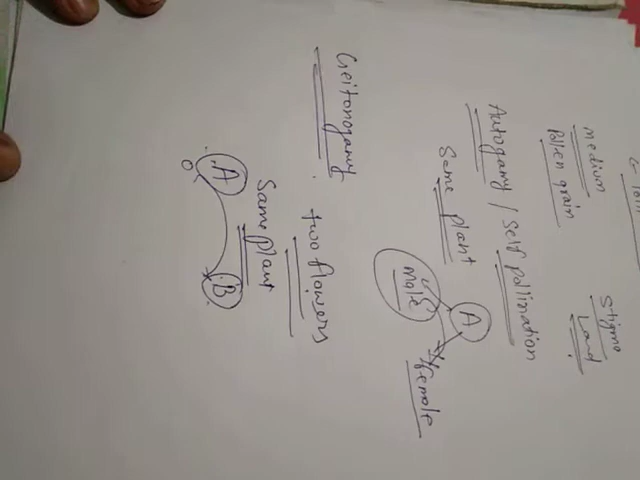 Stigma
Land
medium
Pollen grain
Autogamy / Self pollination
Same plant
A
male
female
Geitonogamy
two flowers
Same plant
A
B